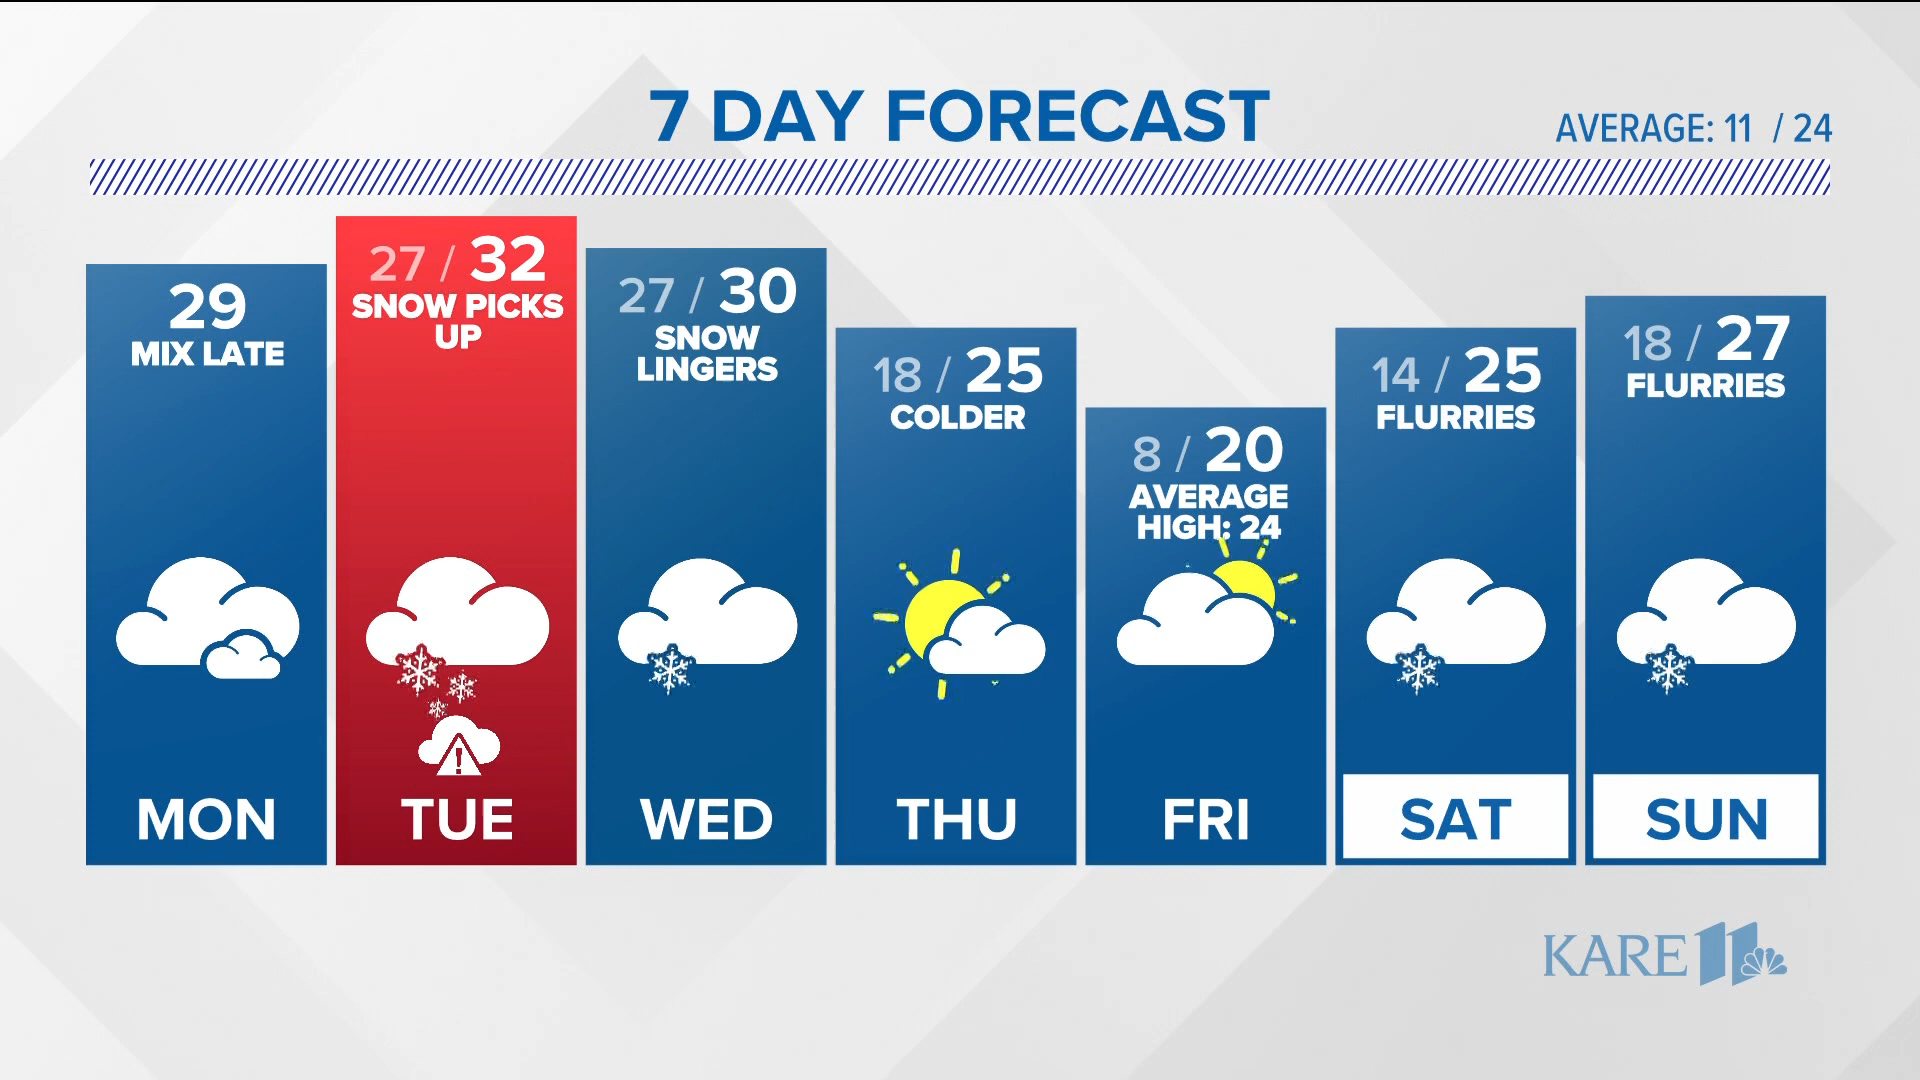 7 DAY FORECAST
AVERAGE: 11 / 24
29
MIX LATE
MON
27 / 32
SNOW PICKS
UP
!
TUE
27 / 30
SNOW
LINGERS
WED
18 / 25
COLDER
THU
8 / 20
AVERAGE
HIGH: 24
FRI
14 / 25
FLURRIES
SAT
18 / 27
FLURRIES
SUN
KARE 11